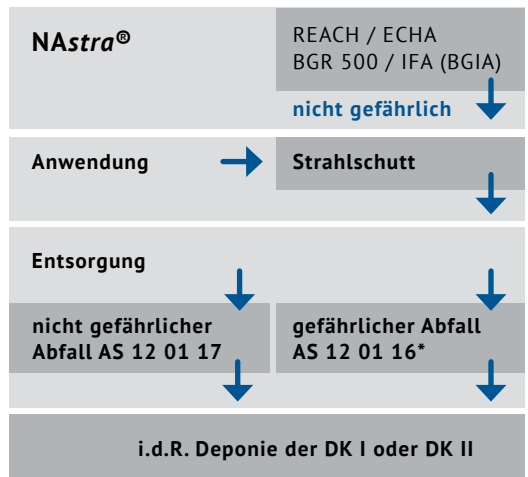 NAstra®
REACH / ECHA
BGR 500 / IFA (BGIA)
nicht gefährlich
Anwendung
Strahlschutt
Entsorgung
nicht gefährlicher
Abfall AS 12 01 17
gefährlicher Abfall
AS 12 01 16*
i.d.R. Deponie der DK I oder DK II